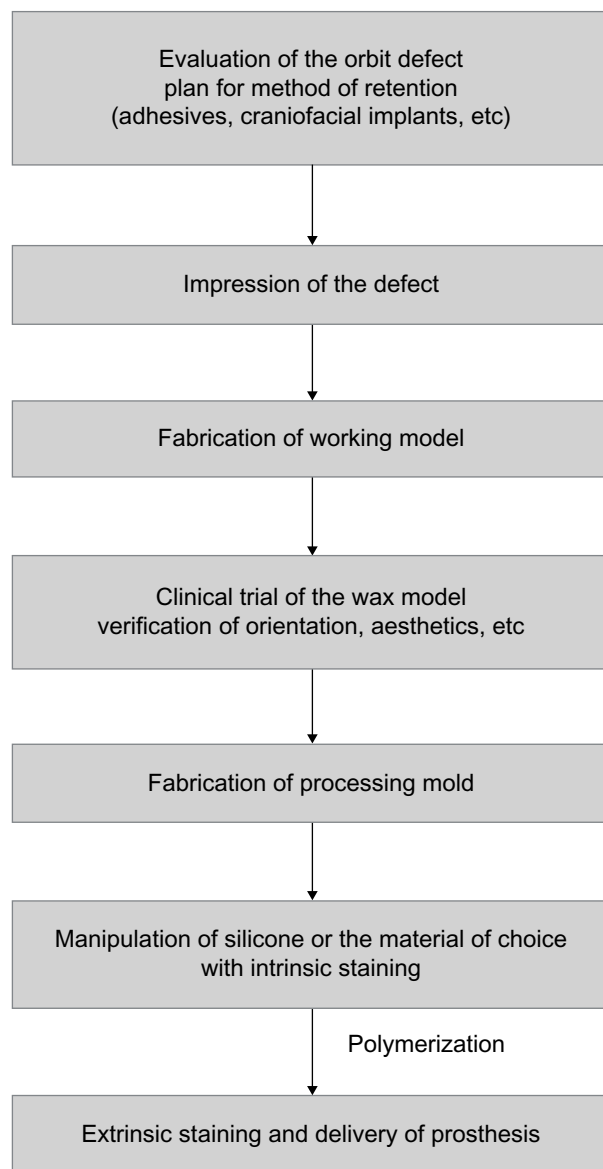 Evaluation of the orbit defect
plan for method of retention
(adhesives, craniofacial implants, etc)
Impression of the defect
Fabrication of working model
Clinical trial of the wax model
verification of orientation, aesthetics, etc
Fabrication of processing mold
Manipulation of silicone or the material of choice
with intrinsic staining
Polymerization
Extrinsic staining and delivery of prosthesis